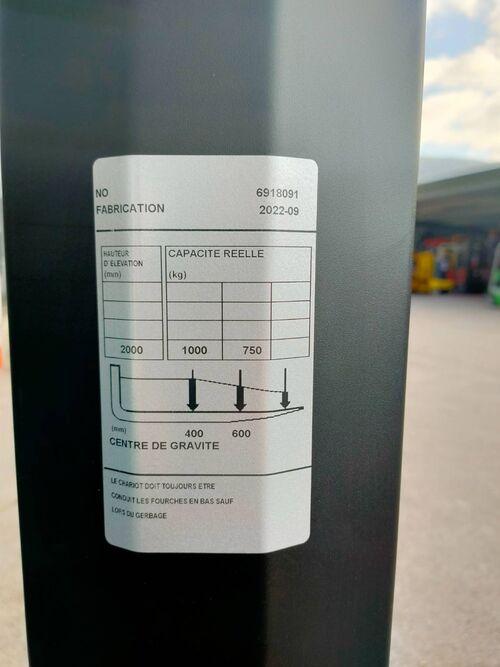 NO 6918091
FABRICATION 2022-09
HAUTEUR
D'ELEVATION
(mm)
CAPACITE REELLE
(kg)
2000 1000 750
(mm) 400 600
CENTRE DE GRAVITE
LE CHARIOT DOIT TOUJOURS ETRE
CONDUIT LES FOURCHES EN BAS SAUF
LORS DU GERBAGE